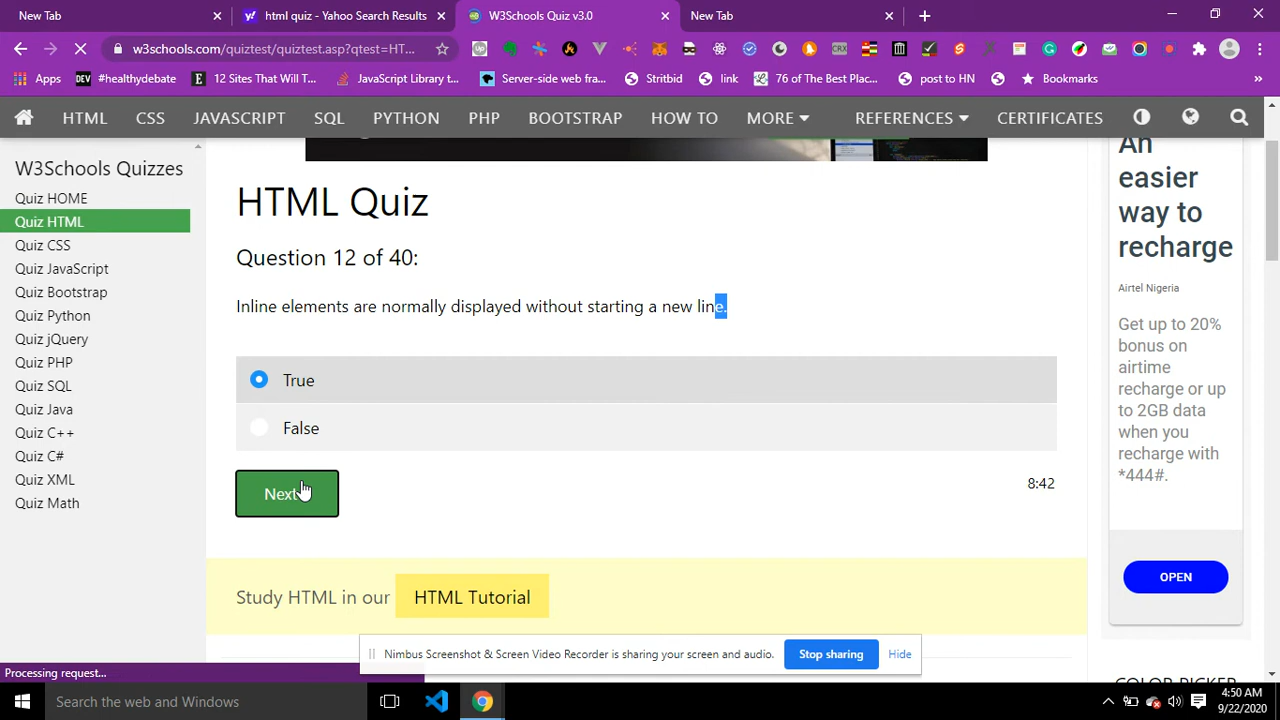 New Tab
html quiz - Yahoo Search Results
W3Schools Quiz v3.0
New Tab
w3schools.com/quiztest/quiztest.asp?qtest=HT...
Apps
DEV
#healthydebate
12 Sites That Will T...
JavaScript Library t...
Server-side web fra...
Stritbid
link
76 of The Best Plac...
post to HN
Bookmarks
»
HTML
CSS
JAVASCRIPT
SQL
PYTHON
PHP
BOOTSTRAP
HOW TO
MORE
REFERENCES
CERTIFICATES
W3Schools Quizzes
Quiz HOME
Quiz HTML
Quiz CSS
Quiz JavaScript
Quiz Bootstrap
Quiz Python
Quiz jQuery
Quiz PHP
Quiz SQL
Quiz Java
Quiz C++
Quiz C#
Quiz XML
Quiz Math
HTML Quiz
Question 12 of 40:
Inline elements are normally displayed without starting a new line.
True
False
Next
8:42
Study HTML in our
HTML Tutorial
An
easier
way to
recharge
Airtel Nigeria
Get up to 20%
bonus on
airtime
recharge or up
to 2GB data
when you
recharge with
*444#.
OPEN
COLOR PICKER
Nimbus Screenshot & Screen Video Recorder is sharing your screen and audio.
Stop sharing
Hide
Processing request...
Search the web and Windows
4:50 AM
9/22/2020